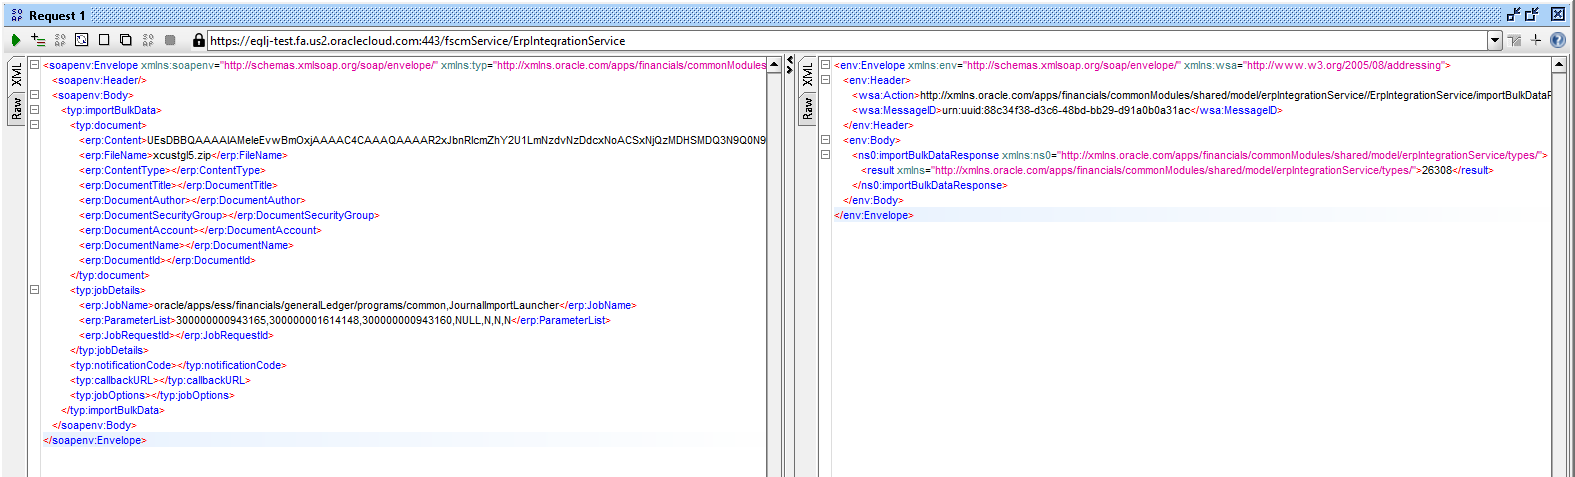 SO AP Request 1
SO AP SO AP https://eqlj-test.fa.us2.oraclecloud.com:443/fscmService/ErpIntegrationService
XML
Raw
<soapenv:Envelope xmlns:soapenv="http://schemas.xmlsoap.org/soap/envelope/" xmlns:typ="http://xmlns.oracle.com/apps/financials/commonModules
<soapenv:Header/>
<soapenv:Body>
<typ:importBulkData>
<typ:document>
<erp:FileName>xcustgl5.zip</erp:FileName>
<erp:ContentType></erp:ContentType>
<erp:DocumentTitle></erp:DocumentTitle>
<erp:DocumentAuthor></erp:DocumentAuthor>
<erp:DocumentSecurityGroup></erp:DocumentSecurityGroup>
<erp:DocumentAccount></erp:DocumentAccount>
<erp:DocumentName></erp:DocumentName>
<erp:DocumentId></erp:DocumentId>
</typ:document>
<typ:jobDetails>
<erp:JobName>oracle/apps/ess/financials/generalLedger/programs/common,JournalImportLauncher</erp:JobName>
<erp:ParameterList>300000000943165,300000001614148,300000000943160,NULL,N,N,N</erp:ParameterList>
<erp:JobRequestId></erp:JobRequestId>
</typ:jobDetails>
<typ:notificationCode></typ:notificationCode>
<typ:callbackURL></typ:callbackURL>
<typ:jobOptions></typ:jobOptions>
</typ:importBulkData>
</soapenv:Body>
</soapenv:Envelope>
XML
Raw
<env:Envelope xmlns:env="http://schemas.xmlsoap.org/soap/envelope/" xmlns:wsa="http://www.w3.org/2005/08/addressing">
<env:Header>
<wsa:Action>http://xmlns.oracle.com/apps/financials/commonModules/shared/model/erpIntegrationService//ErpIntegrationService/importBulkDataR
<wsa:MessageID>urn:uuid:88c34f38-d3c6-48bd-bb29-d91a0b0a31ac</wsa:MessageID>
</env:Header>
<env:Body>
<ns0:importBulkDataResponse xmlns:ns0="http://xmlns.oracle.com/apps/financials/commonModules/shared/model/erpIntegrationService/types/">
<result xmlns="http://xmlns.oracle.com/apps/financials/commonModules/shared/model/erpIntegrationService/types/">26308</result>
</ns0:importBulkDataResponse>
</env:Body>
</env:Envelope>